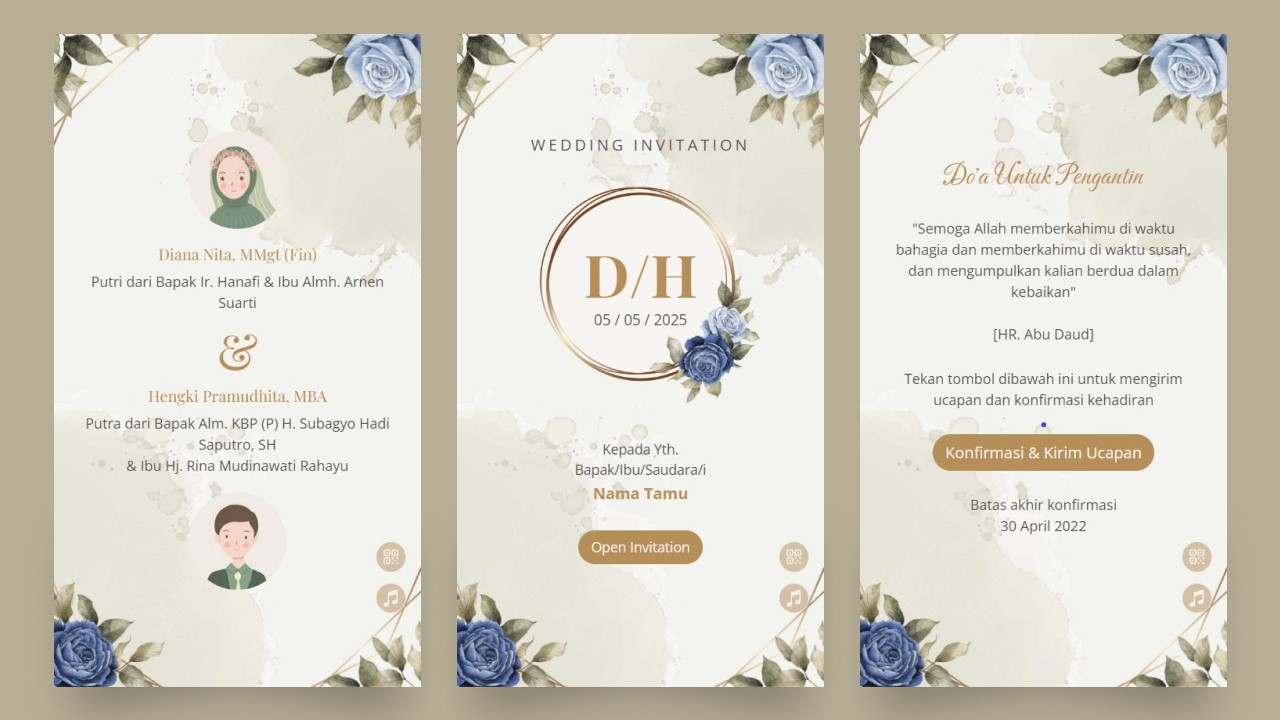 Diana Nita, MMgt (Fin)
Putri dari Bapak Ir. Hanafi & Ibu Almh. Arnen
Suarti
&
Hengki Pramudhita, MBA
Putra dari Bapak Alm. KBP (P) H. Subagyo Hadi
Saputro, SH
& Ibu Hj. Rina Mudinawati Rahayu
WEDDING INVITATION
D/H
05 / 05 / 2025
Kepada Yth.
Bapak/Ibu/Saudara/i
Nama Tamu
Open Invitation
Do'a Untuk Pengantin
"Semoga Allah memberkahimu di waktu
bahagia dan memberkahimu di waktu susah,
dan mengumpulkan kalian berdua dalam
kebaikan"
[HR. Abu Daud]
Tekan tombol dibawah ini untuk mengirim
ucapan dan konfirmasi kehadiran
Konfirmasi & Kirim Ucapan
Batas akhir konfirmasi
30 April 2022